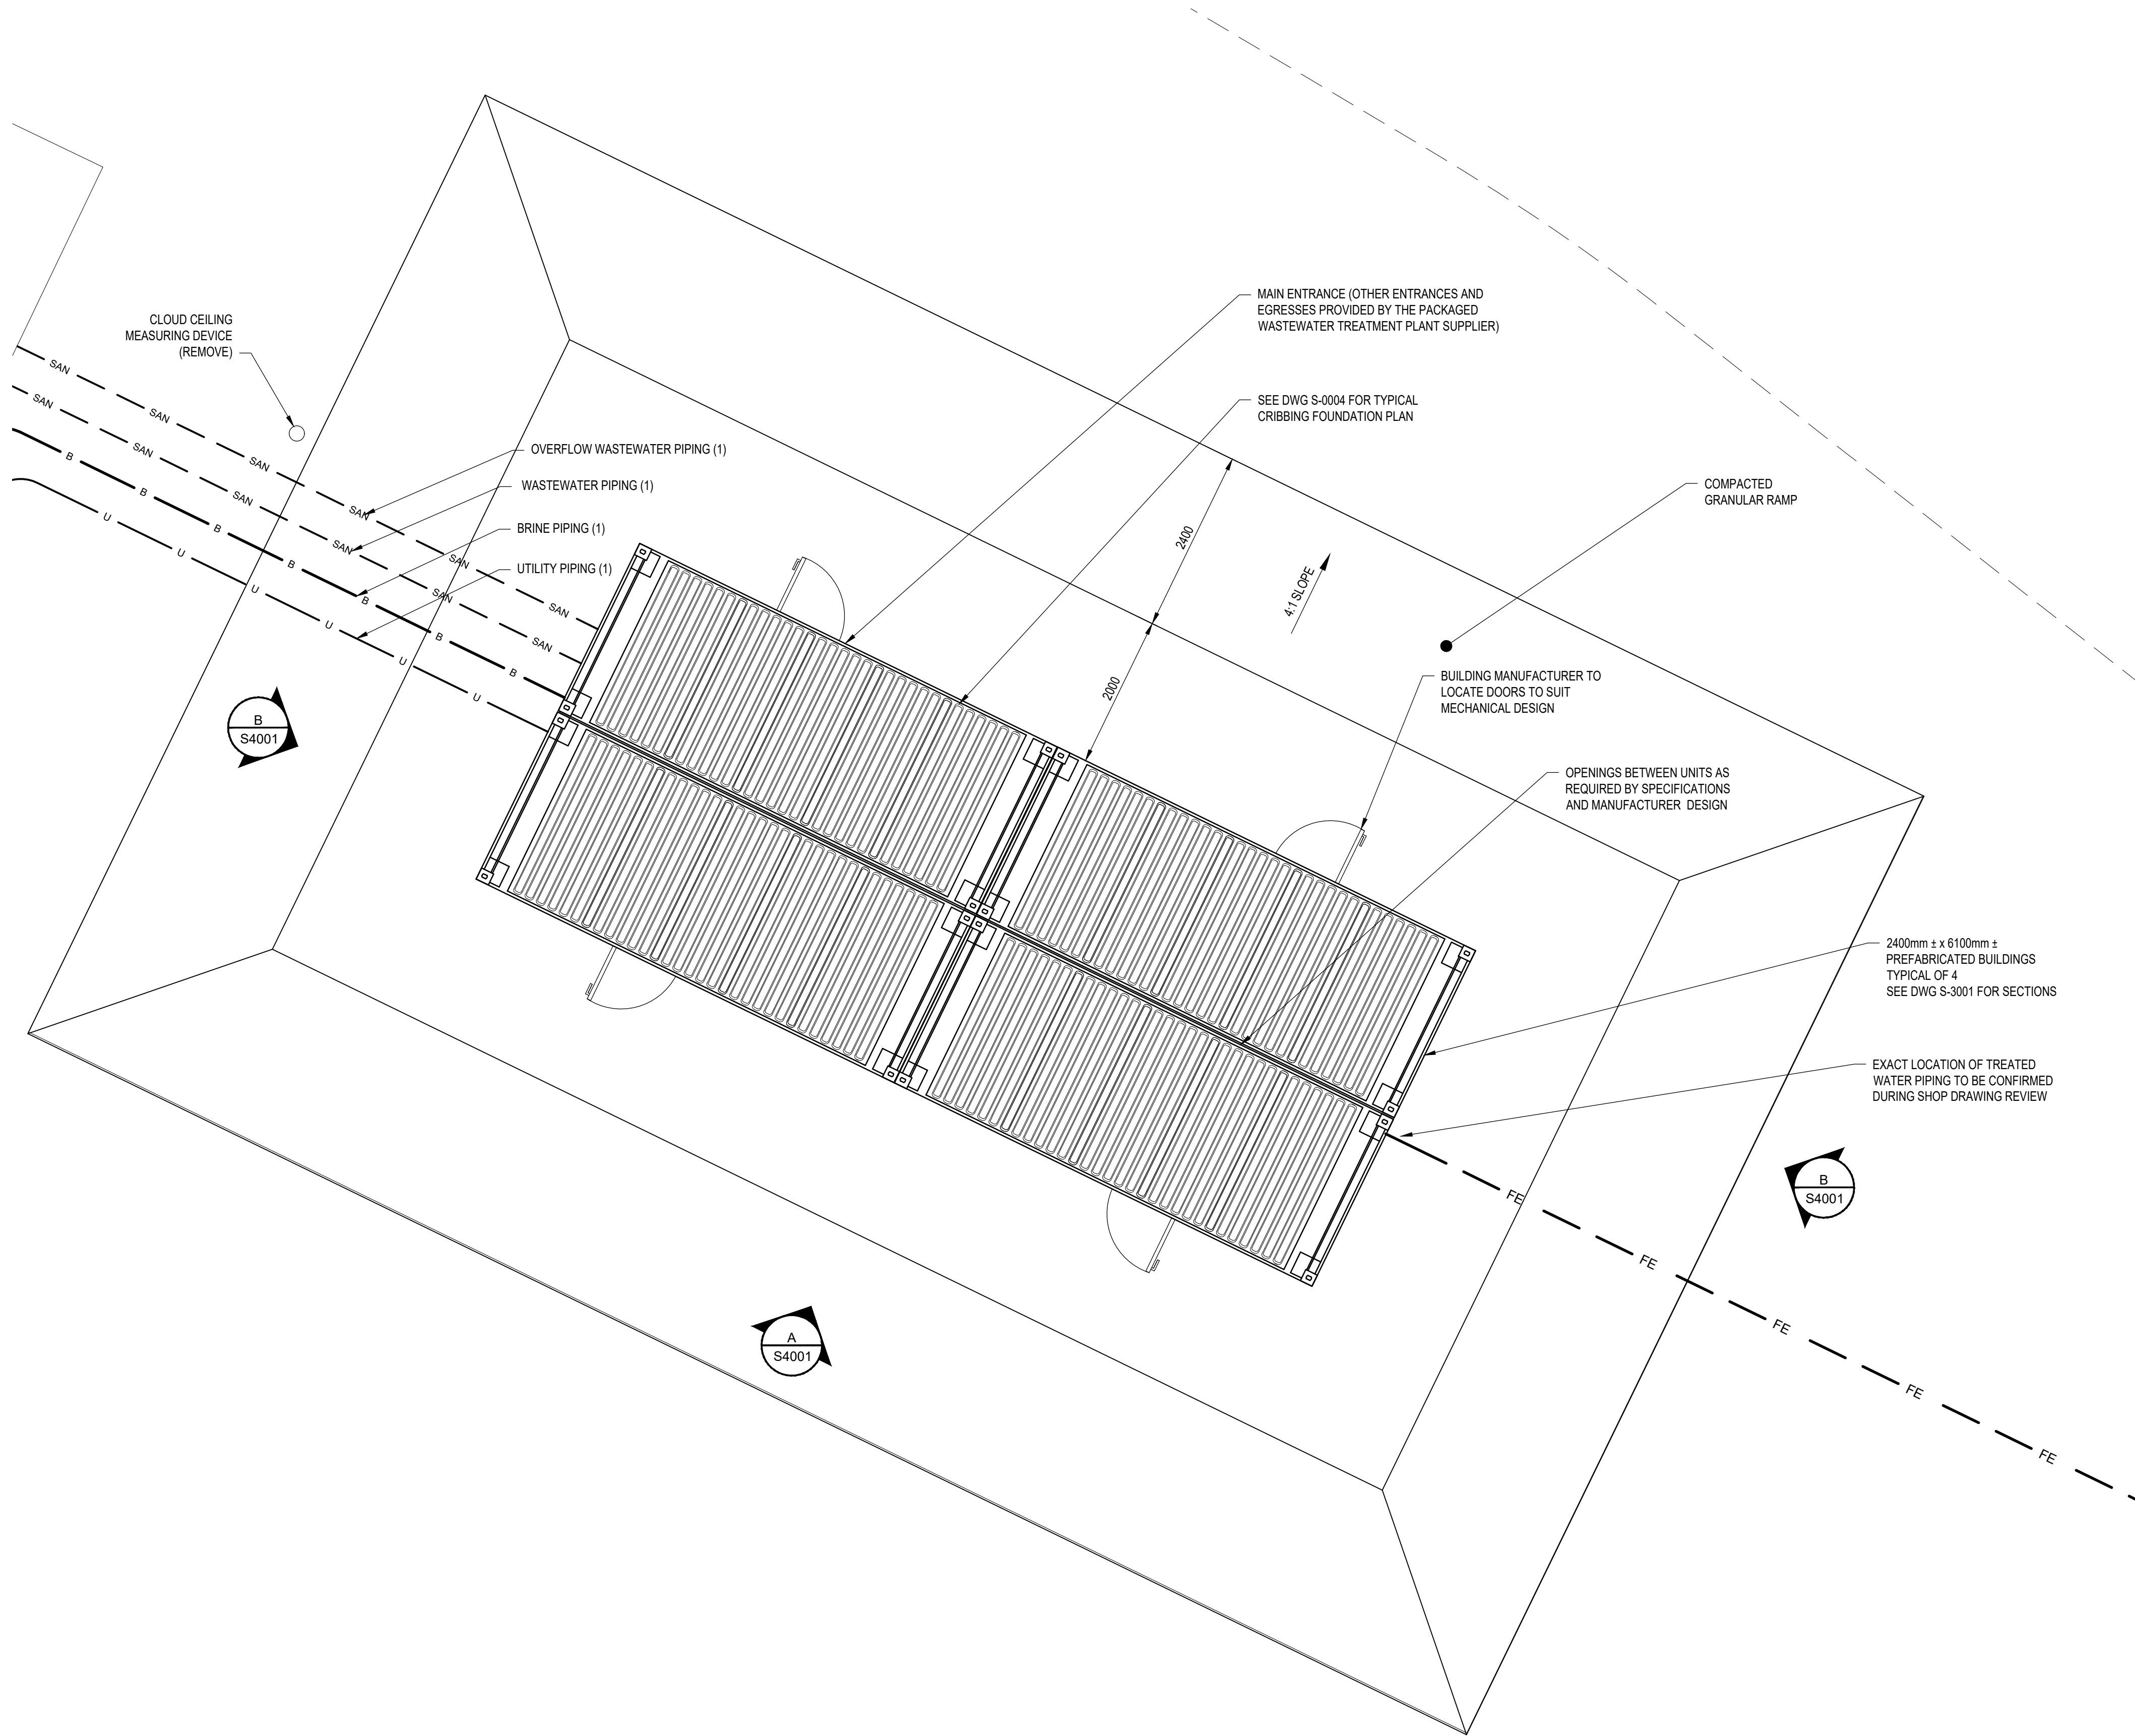 MAIN ENTRANCE (OTHER ENTRANCES AND
EGRESSES PROVIDED BY THE PACKAGED
WASTEWATER TREATMENT PLANT SUPPLIER)
CLOUD CEILING
MEASURING DEVICE
(REMOVE)
SEE DWG S-0004 FOR TYPICAL
CRIBBING FOUNDATION PLAN
OVERFLOW WASTEWATER PIPING (1)
WASTEWATER PIPING (1)
BRINE PIPING (1)
UTILITY PIPING (1)
SAN
SAN
SAN
SAN
SAN
SAN
SAN
SAN
SAN
SAN
SAN
SAN
B
B
B
B
B
B
B
U
U
U
U
U
U
COMPACTED
GRANULAR RAMP
2400
2000
4:1 SLOPE
BUILDING MANUFACTURER TO
LOCATE DOORS TO SUIT
MECHANICAL DESIGN
B
S4001
OPENINGS BETWEEN UNITS AS
REQUIRED BY SPECIFICATIONS
AND MANUFACTURER DESIGN
2400mm ± x 6100mm ±
PREFABRICATED BUILDINGS
TYPICAL OF 4
SEE DWG S-3001 FOR SECTIONS
EXACT LOCATION OF TREATED
WATER PIPING TO BE CONFIRMED
DURING SHOP DRAWING REVIEW
B
S4001
FE
FE
FE
FE
FE
A
S4001